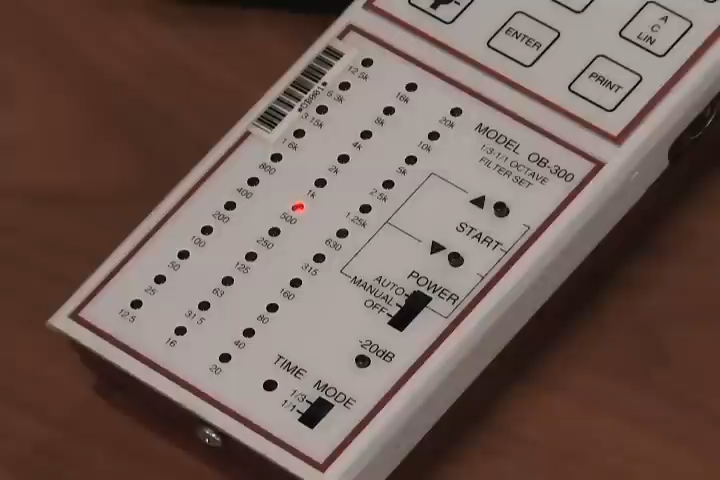 A
C
LIN
ENTER
PRINT
12.5k
16k
20k
6.3k
8k
10k
3.15k
4k
5k
1.6k
2k
2.5k
800
1k
1.25k
400
500
630
200
250
315
100
125
160
50
63
80
25
31.5
40
12.5
16
20
MODEL OB-300
1/3-1/1 OCTAVE
FILTER SET
START
POWER
AUTO
MANUAL
OFF
-20dB
TIME MODE
1/3
1/1